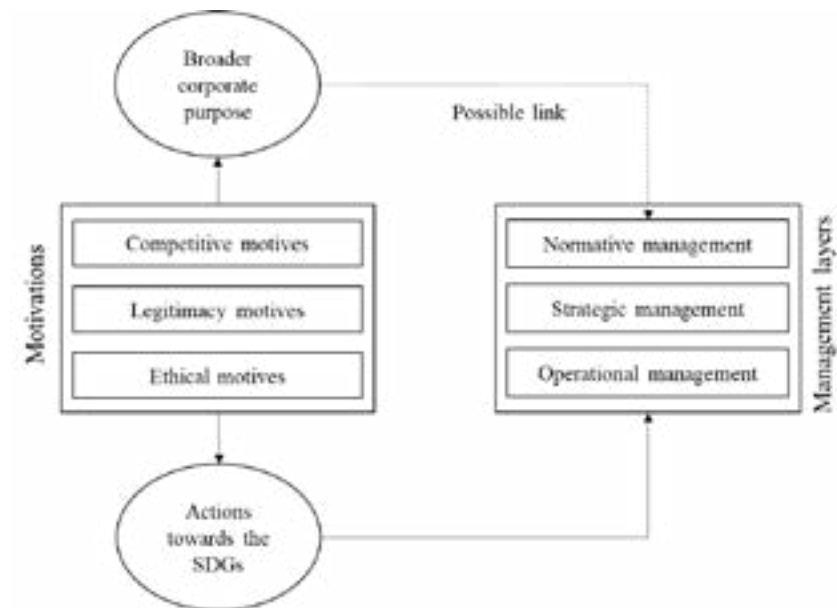 Broader
corporate
purpose
Possible link
Motivations
Competitive motives
Legitimacy motives
Ethical motives
Normative management
Strategic management
Operational management
Management layers
Actions
towards the
SDGs